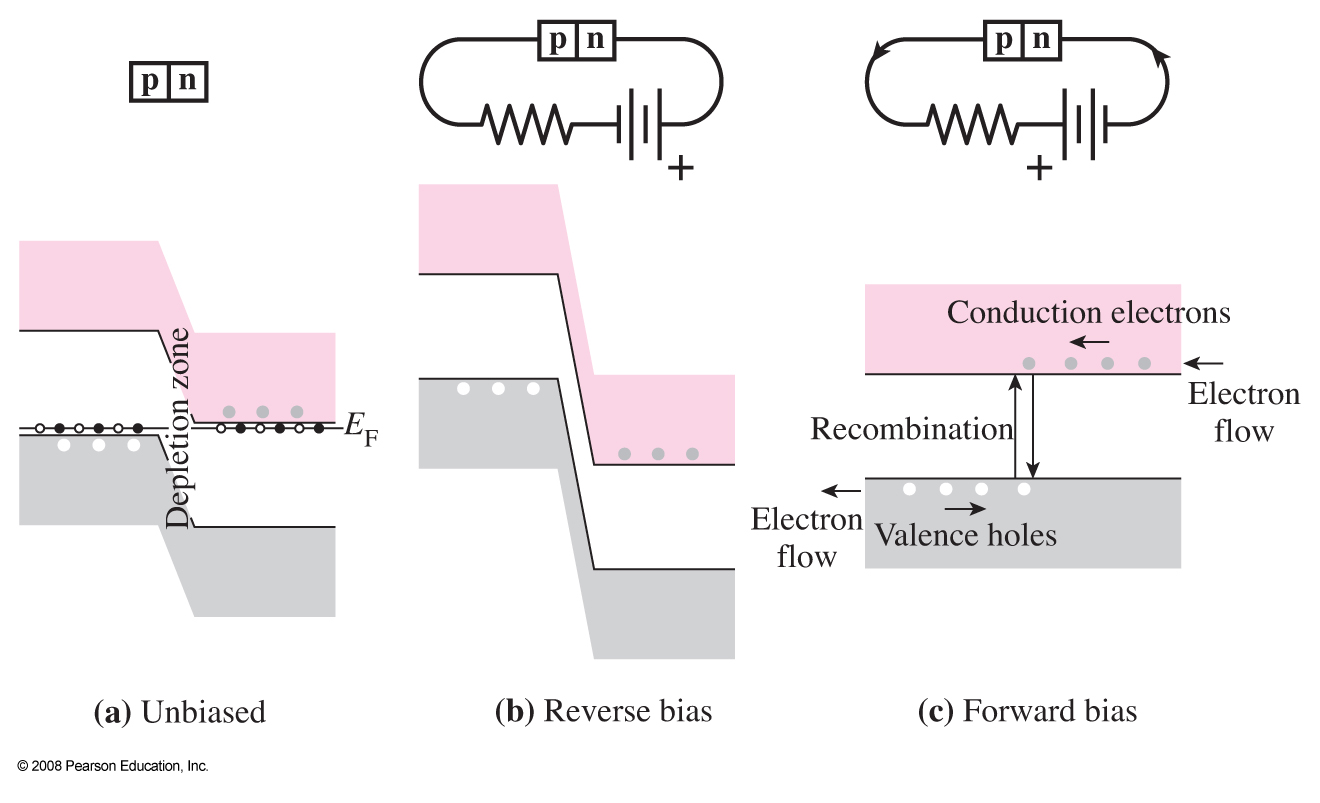 p n
p n
+
p n
+
Depletion zone
E_F
Conduction electrons
Electron
flow
Recombination
Electron
flow
Valence holes
(a) Unbiased
(b) Reverse bias
(c) Forward bias
© 2008 Pearson Education, Inc.